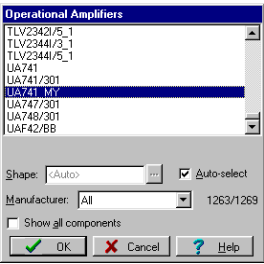 Operational Amplifiers
TLV2342I/5_1
TLV2344I/3_1
TLV2344I/5_1
UA741
UA741/301
UA741_MY
UA747/301
UA748/301
UAF42/BB
Shape: <Auto> ... Auto-select
Manufacturer: All 1263/1269
Show all components
OK Cancel ? Help